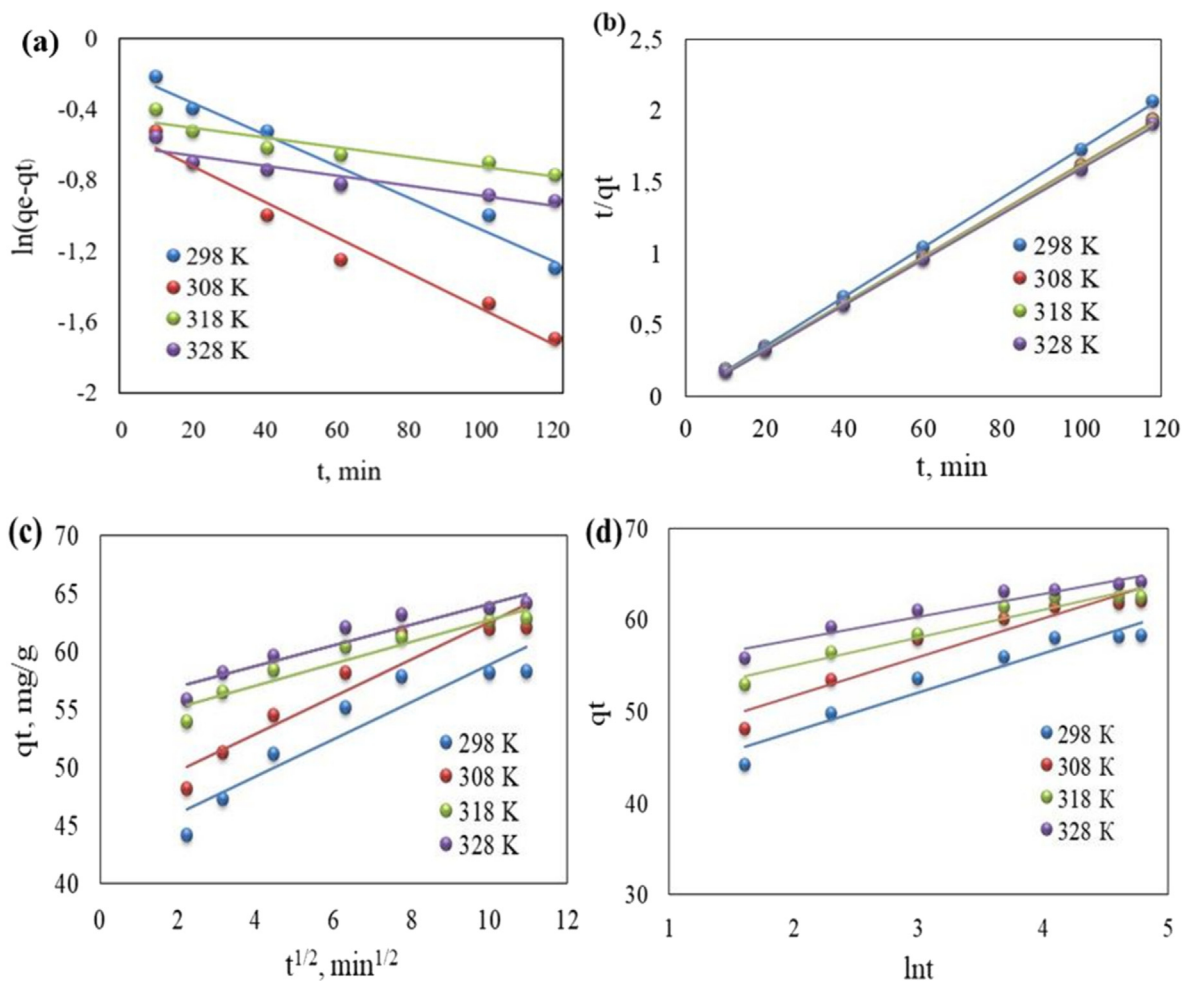 (a)
0
-0,4
-0,8
-1,2
-1,6
-2
ln(qe-qt)
298 K
308 K
318 K
328 K
0 20 40 60 80 100 120
t, min
(b)
2,5
2
1,5
1
0,5
0
t/qt
298 K
308 K
318 K
328 K
0 20 40 60 80 100 120
t, min
(c)
70
65
60
55
50
45
40
qt, mg/g
298 K
308 K
318 K
328 K
0 2 4 6 8 10 12
t^{1/2}, min^{1/2}
(d)
70
60
50
40
30
qt
298 K
308 K
318 K
328 K
1 2 3 4 5
lnt